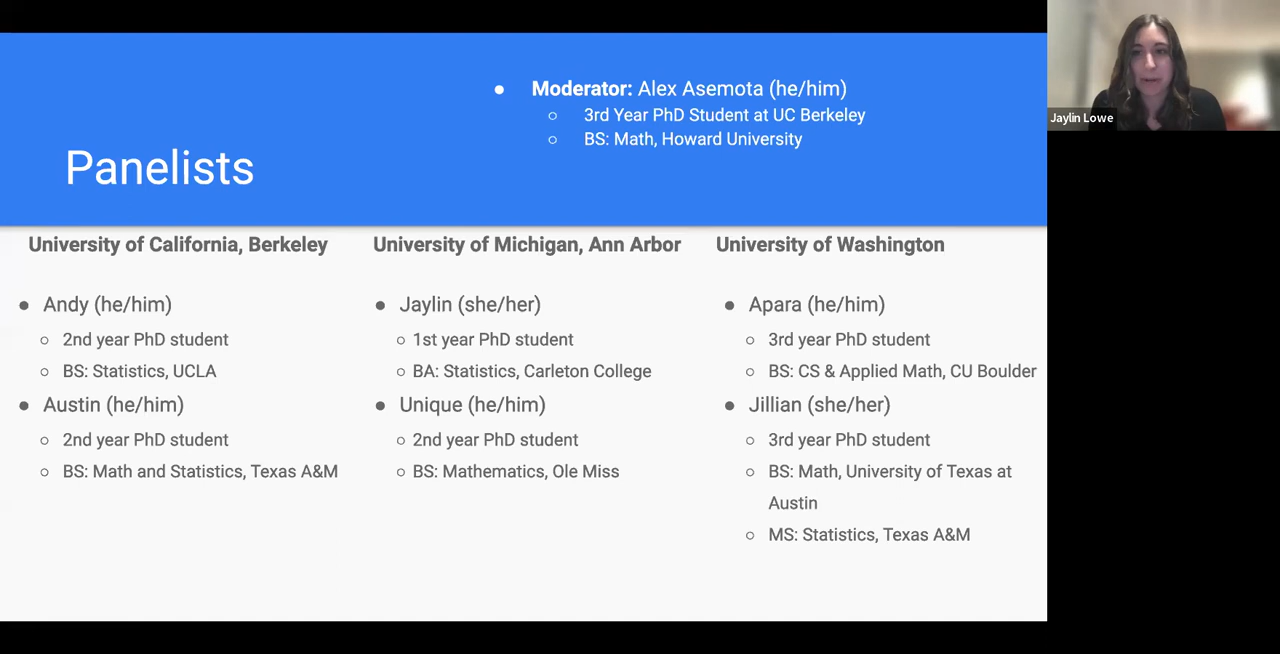 Panelists
● Moderator: Alex Asemota (he/him)
○ 3rd Year PhD Student at UC Berkeley
○ BS: Math, Howard University
University of California, Berkeley
● Andy (he/him)
○ 2nd year PhD student
○ BS: Statistics, UCLA
● Austin (he/him)
○ 2nd year PhD student
○ BS: Math and Statistics, Texas A&M
University of Michigan, Ann Arbor
● Jaylin (she/her)
○ 1st year PhD student
○ BA: Statistics, Carleton College
● Unique (he/him)
○ 2nd year PhD student
○ BS: Mathematics, Ole Miss
University of Washington
● Apara (he/him)
○ 3rd year PhD student
○ BS: CS & Applied Math, CU Boulder
● Jillian (she/her)
○ 3rd year PhD student
○ BS: Math, University of Texas at
Austin
○ MS: Statistics, Texas A&M
Jaylin Lowe